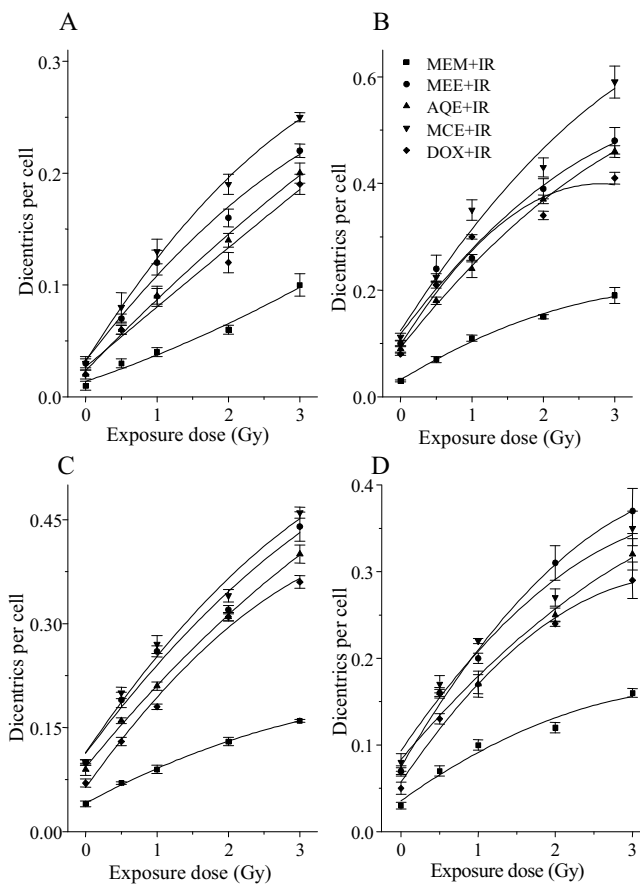 A
0.3
0.2
0.1
0.0
Dicentrics per cell
0 1 2 3
Exposure dose (Gy)
B
MEM+IR
MEE+IR
AQE+IR
MCE+IR
DOX+IR
0.6
0.4
0.2
0.0
Dicentrics per cell
0 1 2 3
Exposure dose (Gy)
C
0.45
0.30
0.15
0.00
Dicentrics per cell
0 1 2 3
Exposure dose (Gy)
D
0.4
0.3
0.2
0.1
0.0
Dicentrics per cell
0 1 2 3
Exposure dose (Gy)